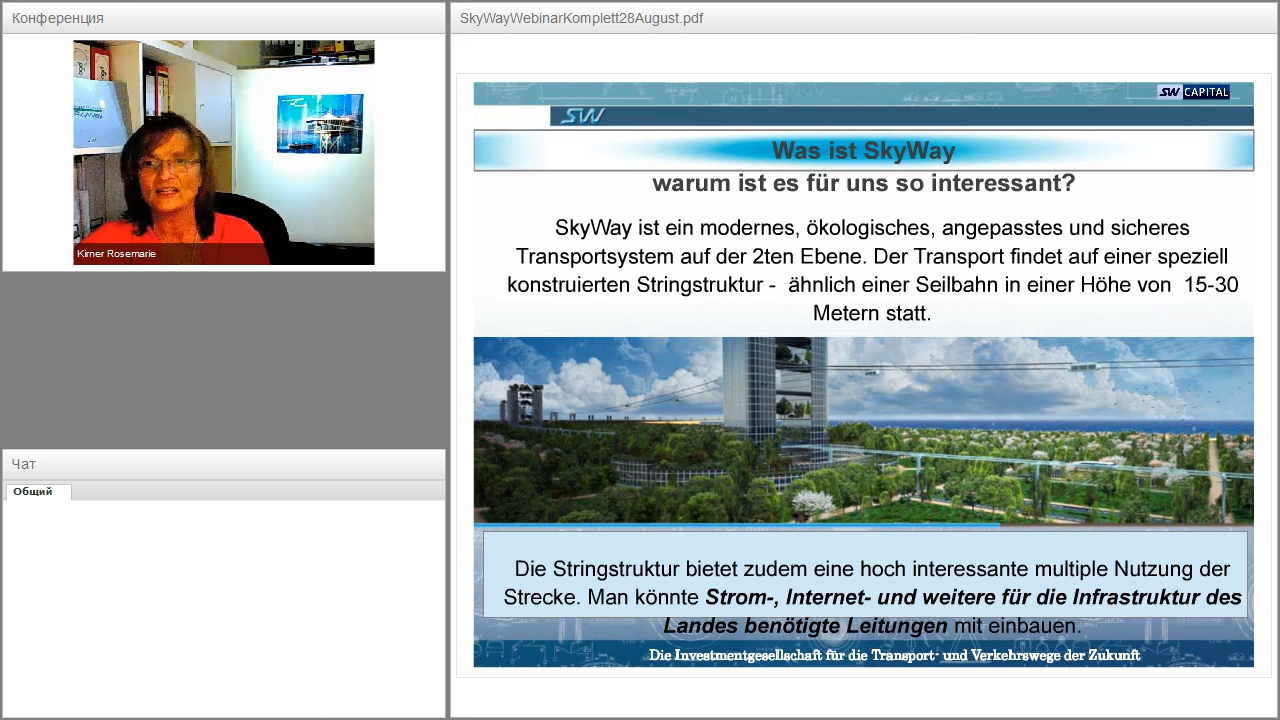 Конференция
Kirner Rosemarie
Чат
Общий
SkyWayWebinarKomplett28August.pdf
SW CAPITAL
SW
Was ist SkyWay
warum ist es für uns so interessant?
SkyWay ist ein modernes, ökologisches, angepasstes und sicheres
Transportsystem auf der 2ten Ebene. Der Transport findet auf einer speziell
konstruierten Stringstruktur - ähnlich einer Seilbahn in einer Höhe von 15-30
Metern statt.
Die Stringstruktur bietet zudem eine hoch interessante multiple Nutzung der
Strecke. Man könnte Strom-, Internet- und weitere für die Infrastruktur des
Landes benötigte Leitungen mit einbauen.
Die Investmentgesellschaft für die Transport- und Verkehrswege der Zukunft